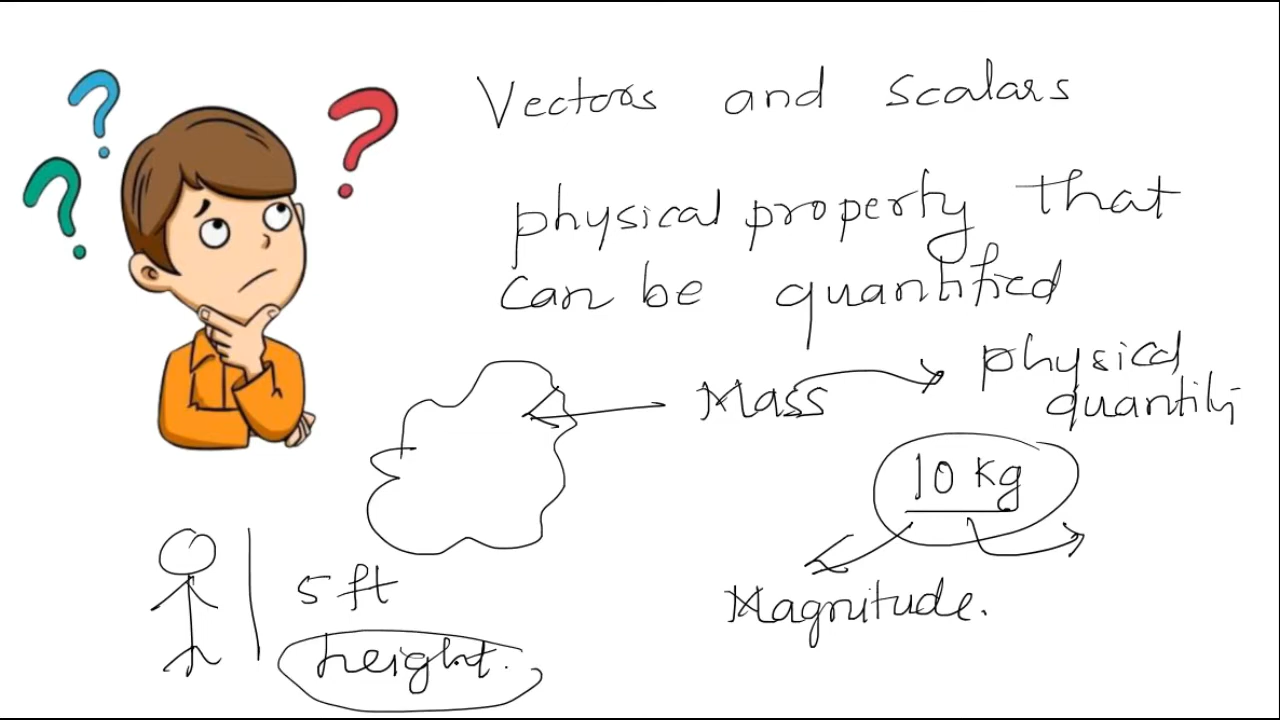 Vectors and scalars
physical property that
can be quantified
Mass
physical
quantity
10 kg
Magnitude.
5 ft
height.